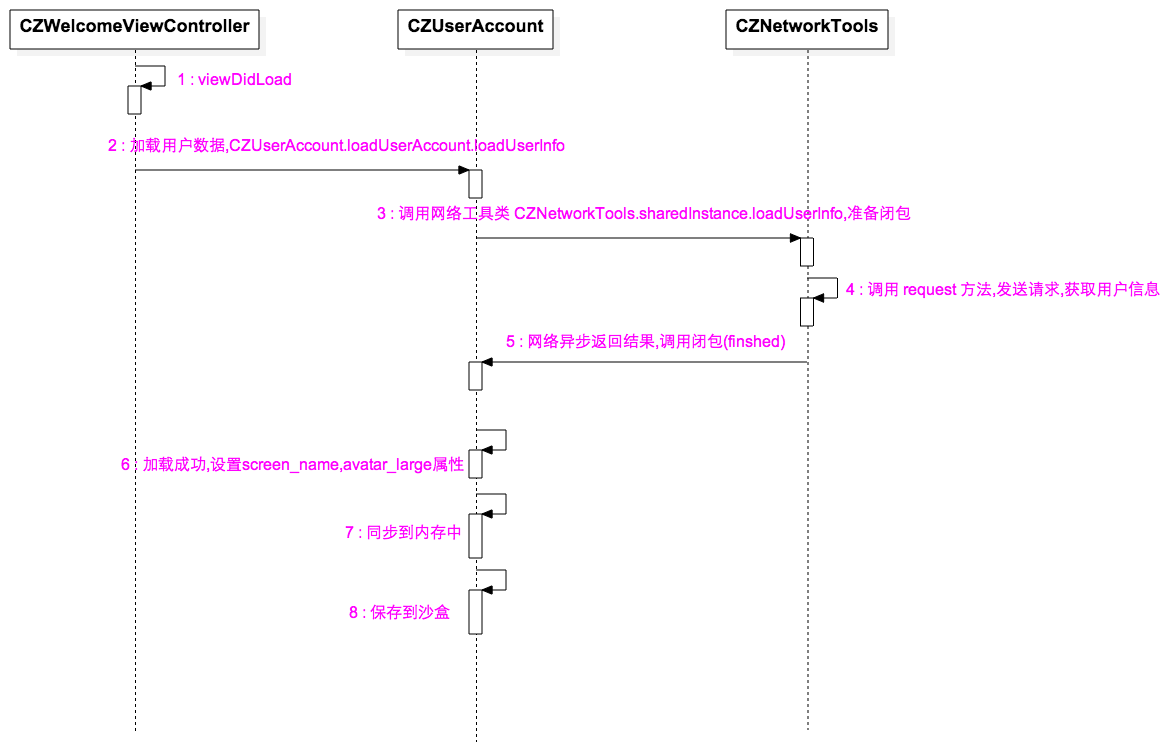 CZWelcomeViewController
CZUserAccount
CZNetworkTools
1 : viewDidLoad
2 : 加载用户数据,CZUserAccount.loadUserAccount.loadUserInfo
3 : 调用网络工具类 CZNetworkTools.sharedInstance.loadUserInfo,准备闭包
4 : 调用 request 方法,发送请求,获取用户信息
5 : 网络异步返回结果,调用闭包(finshed)
6 : 加载成功,设置screen_name,avatar_large属性
7 : 同步到内存中
8 : 保存到沙盒